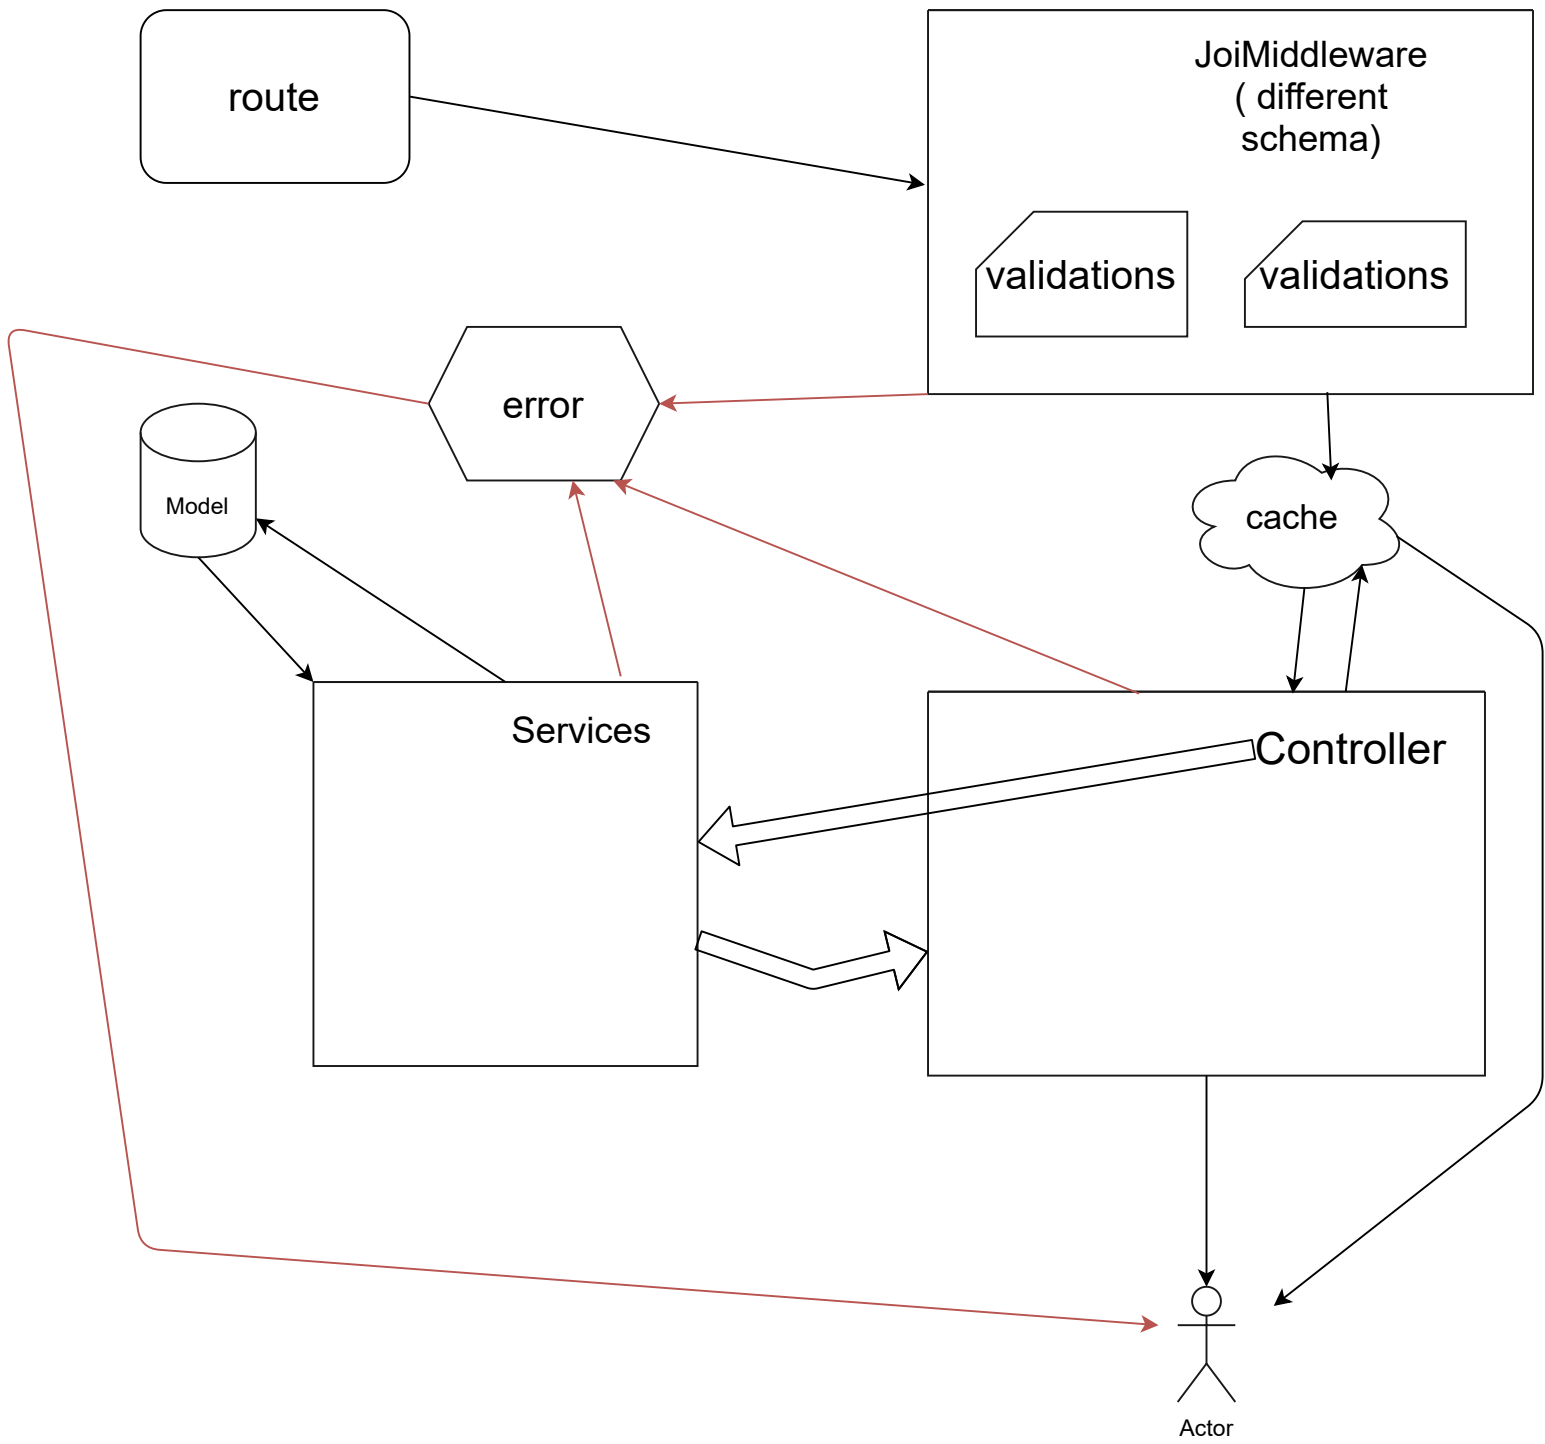 route
JoiMiddleware
( different
schema)
validations
validations
error
Model
cache
Services
Controller
Actor